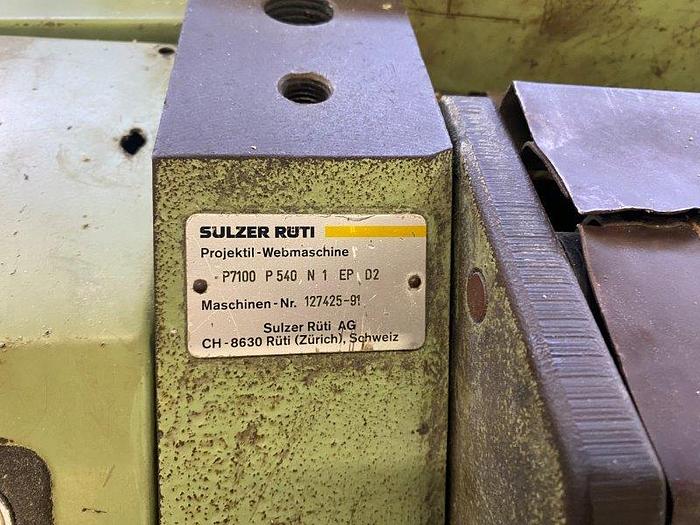 SULZER RÜTI
Projektil-Webmaschine
P7100 P 540 N 1 EP D2
Maschinen-Nr. 127425-91
Sulzer Rüti AG
CH-8630 Rüti (Zürich), Schweiz